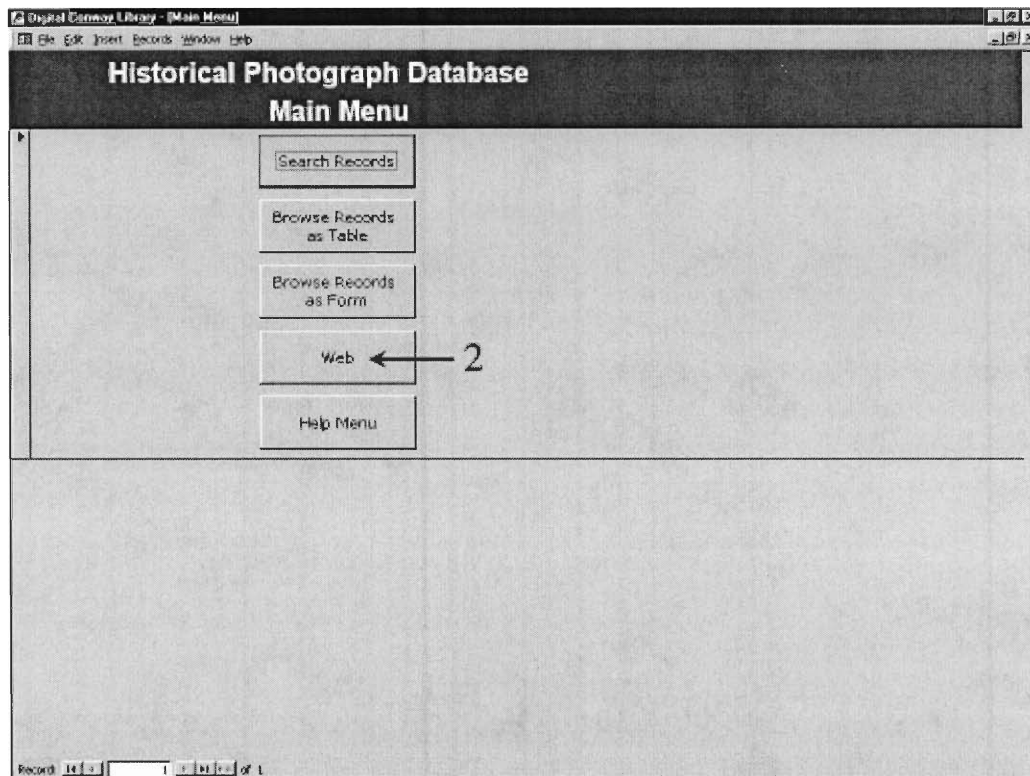 Digital Conway Library - [Main Menu]
File Edit Insert Records Window Help
Historical Photograph Database
Main Menu
Search Records
Browse Records
as Table
Browse Records
as Form
Web
2
Help Menu
Record: 1 of 1